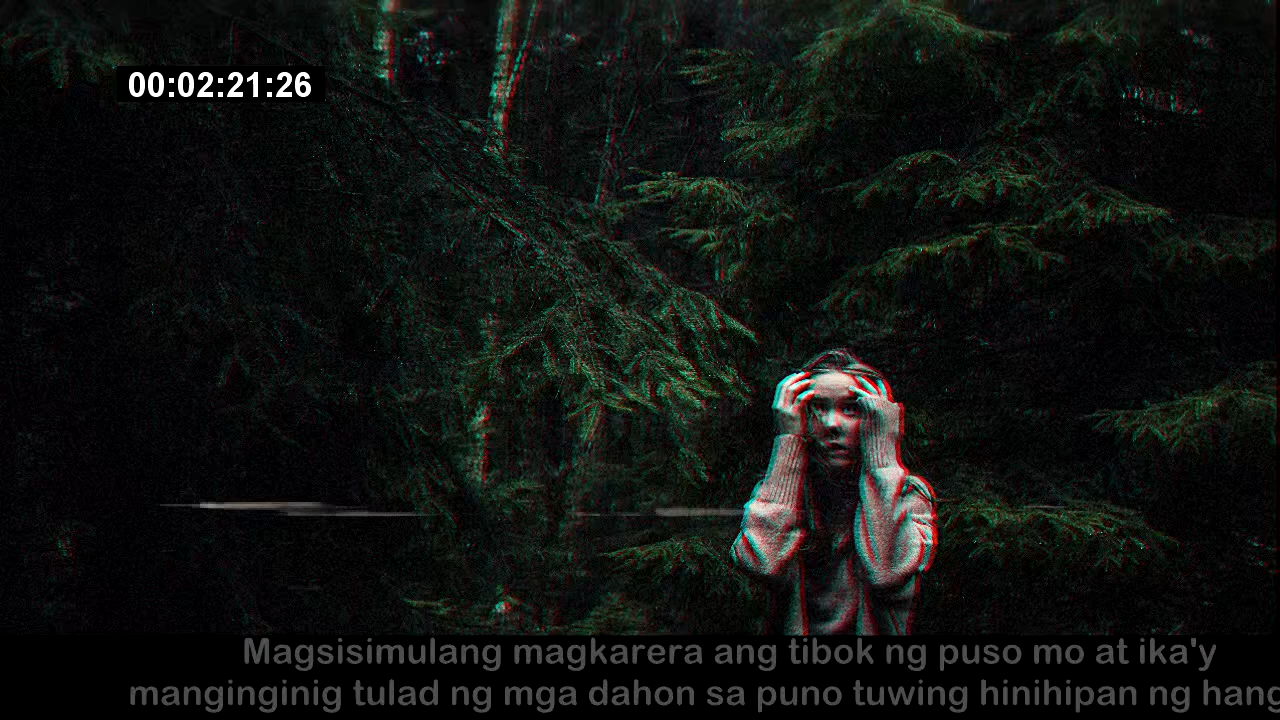 00:02:21:26
Magsisimulang magkarera ang tibok ng puso mo at ika'y
manginginig tulad ng mga dahon sa puno tuwing hinihipan ng hang